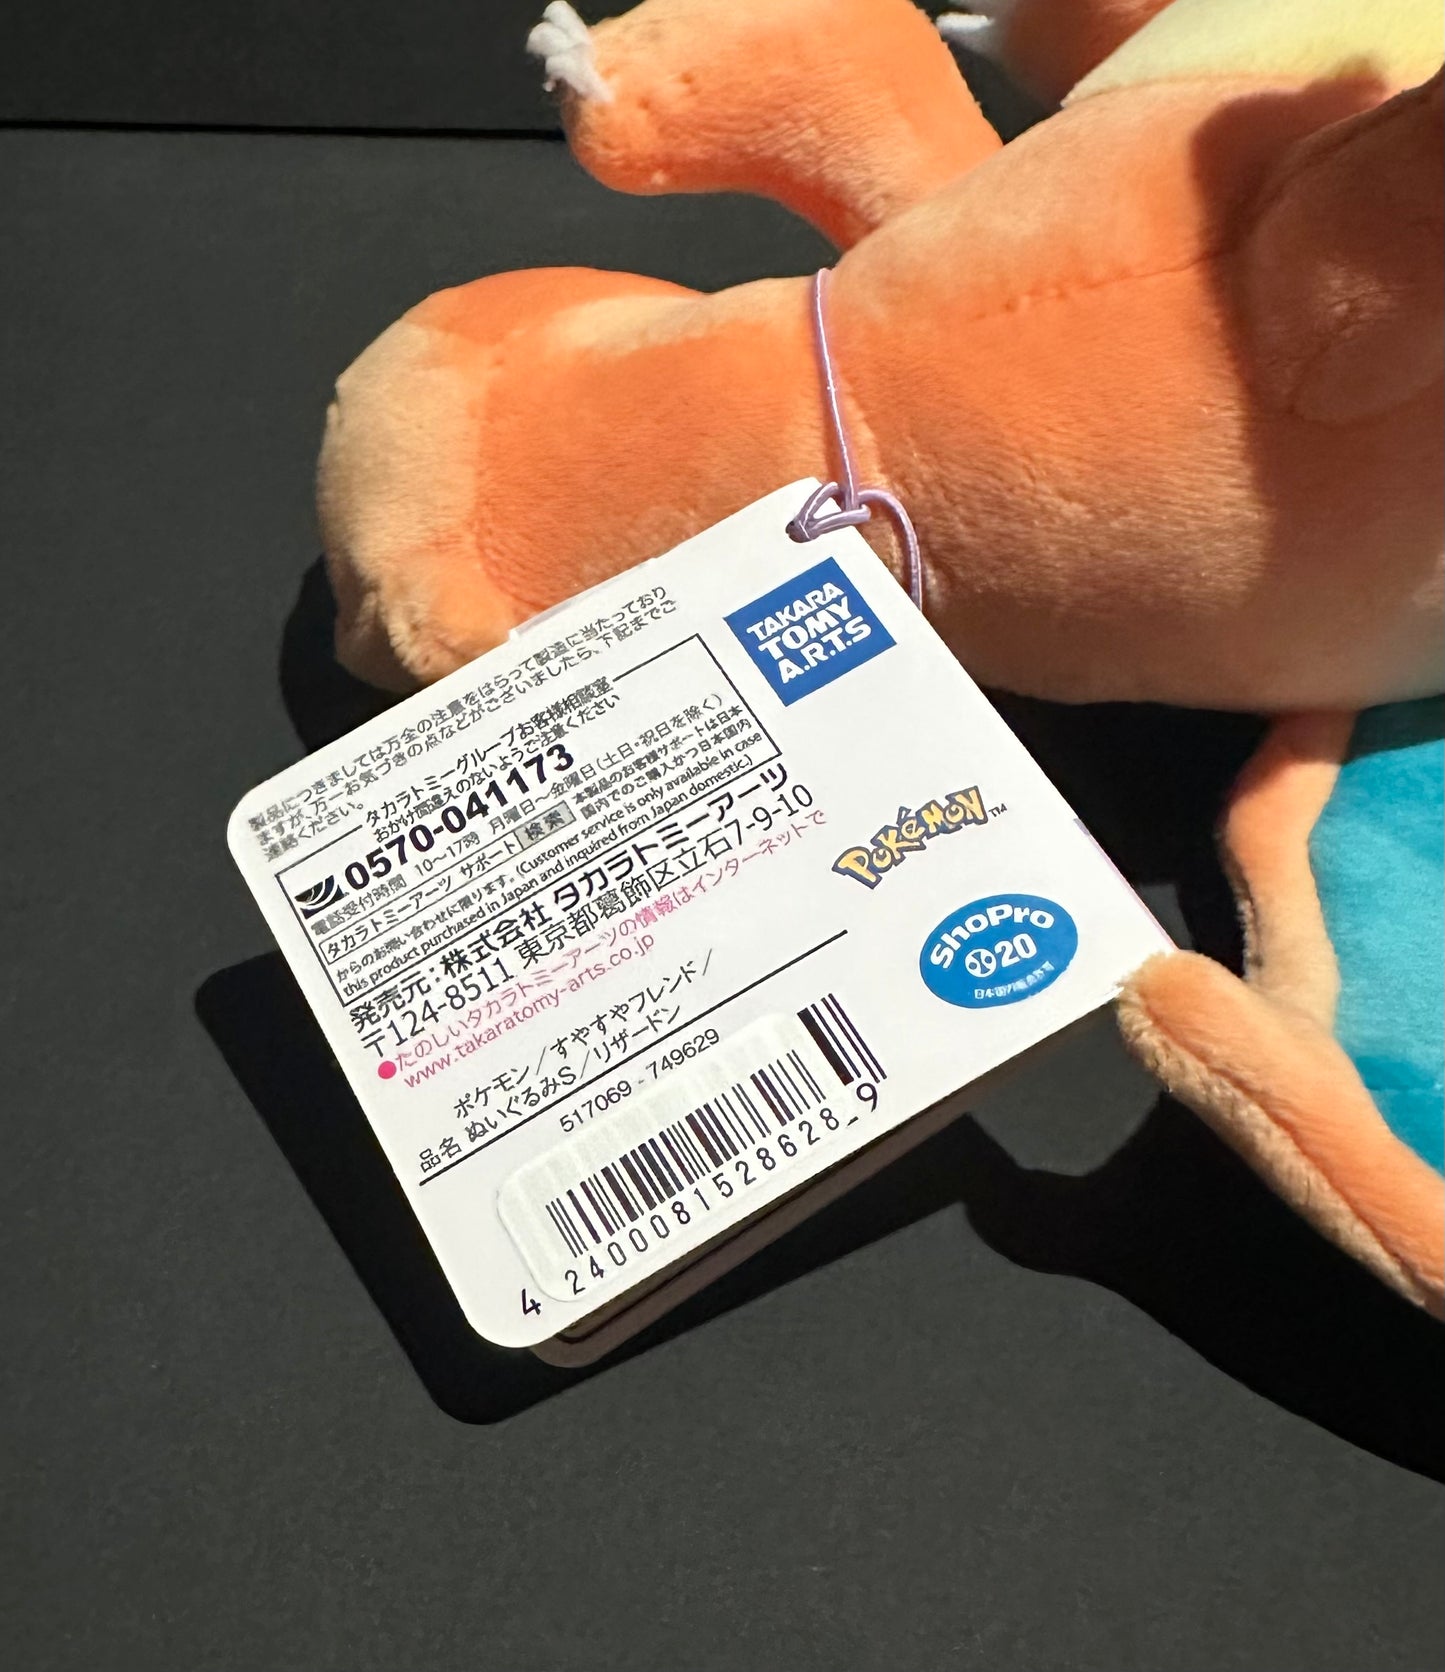 TAKARA
TOMY
A.R.T.S
製品につきましては万全の注意をはらって製造に当たっており
ますが、万一お気づきの点などがございましたら、下記までご
連絡ください。
タカラトミーグループお客様相談室
おかけ間違えのないようご注意ください
0570-041173
電話受付時間 10〜17時 月曜日〜金曜日(土日・祝日を除く)
タカラトミーアーツ サポート 検索
本製品のお客様サポートは日本
国内でのご購入かつ日本国内
からのお問い合わせに限ります。(Customer service is only available in case
this product purchased in Japan and inquired from Japan domestic.)
発売元:株式会社 タカラトミーアーツ
〒124-8511 東京都葛飾区立石7-9-10
●たのしいタカラトミーアーツの情報はインターネットで
www.takaratomy-arts.co.jp
ポケモン/すやすやフレンド/
品名 ぬいぐるみS/リザードン
517069 - 749629
4 240008152862 8_9
Pokémon™
ShoPro
20